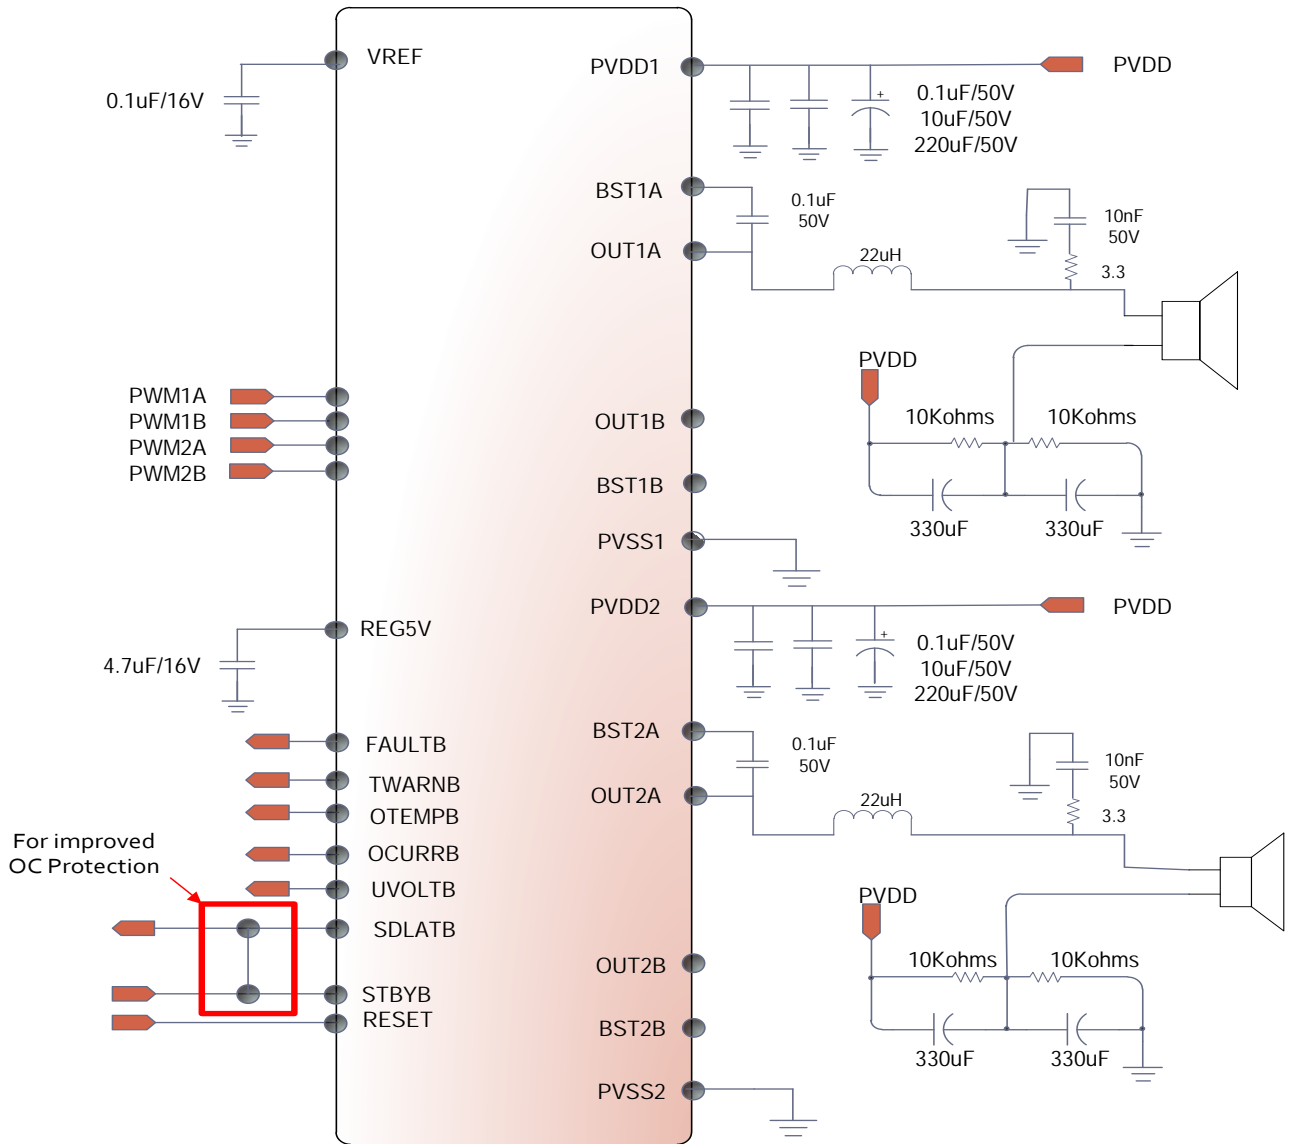 VREF
0.1uF/16V
PVDD1
PVDD
0.1uF/50V
10uF/50V
220uF/50V
BST1A
0.1uF
50V
10nF
50V
OUT1A
22uH
3.3
PVDD
PWM1A
PWM1B
PWM2A
PWM2B
OUT1B
10Kohms
10Kohms
BST1B
330uF
330uF
PVSS1
PVDD2
PVDD
REG5V
4.7uF/16V
0.1uF/50V
10uF/50V
220uF/50V
FAULTB
BST2A
0.1uF
50V
10nF
50V
TWARNB
OUT2A
22uH
3.3
OTEMPB
For improved
OC Protection
OCURRB
UVOLTB
PVDD
SDLATB
OUT2B
10Kohms
10Kohms
STBYB
RESET
BST2B
330uF
330uF
PVSS2